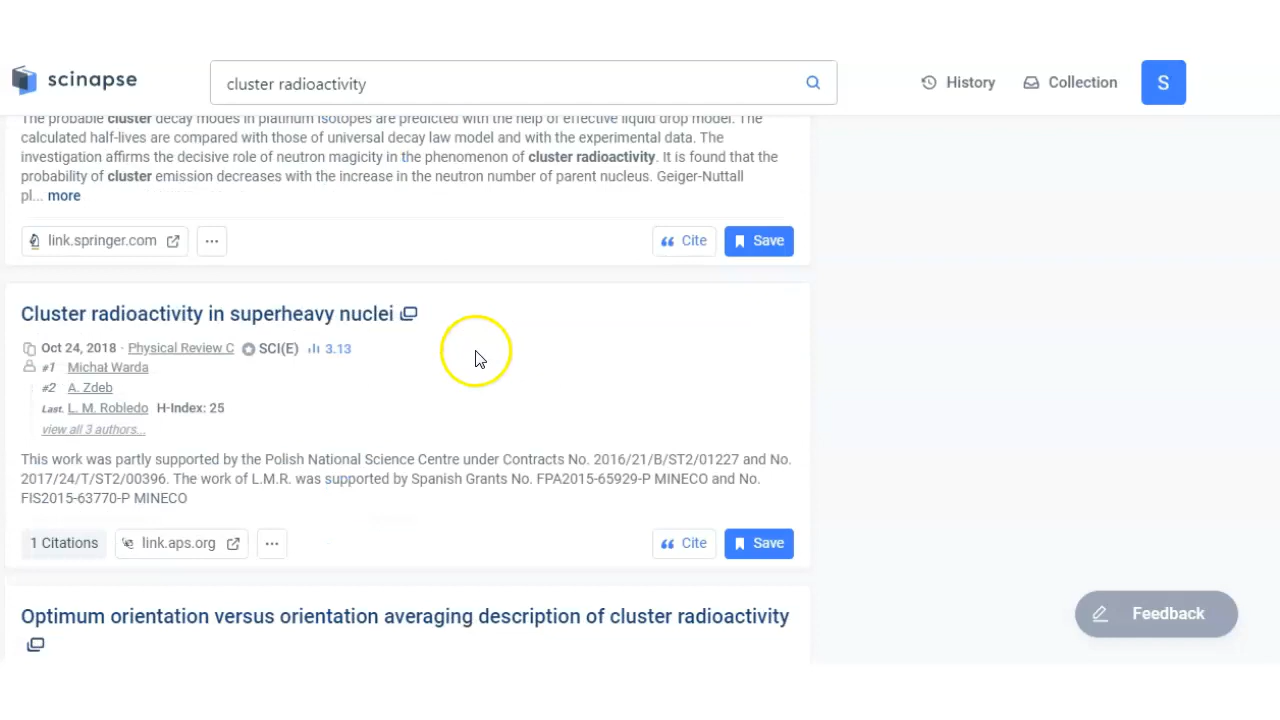 scinapse
cluster radioactivity
History
Collection
S
The probable cluster decay modes in platinum isotopes are predicted with the help of effective liquid drop model. The
calculated half-lives are compared with those of universal decay law model and with the experimental data. The
investigation affirms the decisive role of neutron magicity in the phenomenon of cluster radioactivity. It is found that the
probability of cluster emission decreases with the increase in the neutron number of parent nucleus. Geiger-Nuttall
pl... more
link.springer.com
...
Cite
Save
Cluster radioactivity in superheavy nuclei
Oct 24, 2018 · Physical Review C SCI(E) 3.13
#1 Michał Warda
#2 A. Zdeb
Last. L. M. Robledo H-Index: 25
view all 3 authors...
This work was partly supported by the Polish National Science Centre under Contracts No. 2016/21/B/ST2/01227 and No.
2017/24/T/ST2/00396. The work of L.M.R. was supported by Spanish Grants No. FPA2015-65929-P MINECO and No.
FIS2015-63770-P MINECO
1 Citations
link.aps.org
...
Cite
Save
Optimum orientation versus orientation averaging description of cluster radioactivity
Feedback